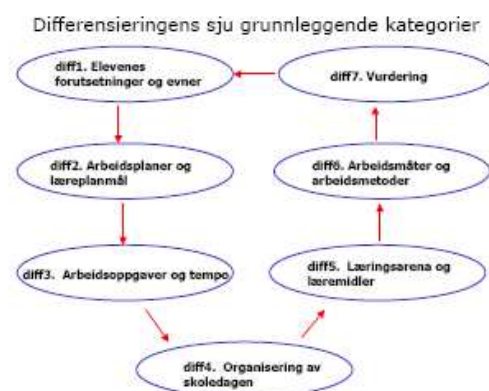 Differensieringens sju grunnleggende kategorier
diff1. Elevenes
forutsetninger og evner
diff2. Arbeidsplaner og
læreplanmål
diff3. Arbeidsoppgaver og tempo
diff4. Organisering av
skoledagen
diff5. Læringsarena og
læremidler
diff6. Arbeidsmåter og
arbeidsmetoder
diff7. Vurdering